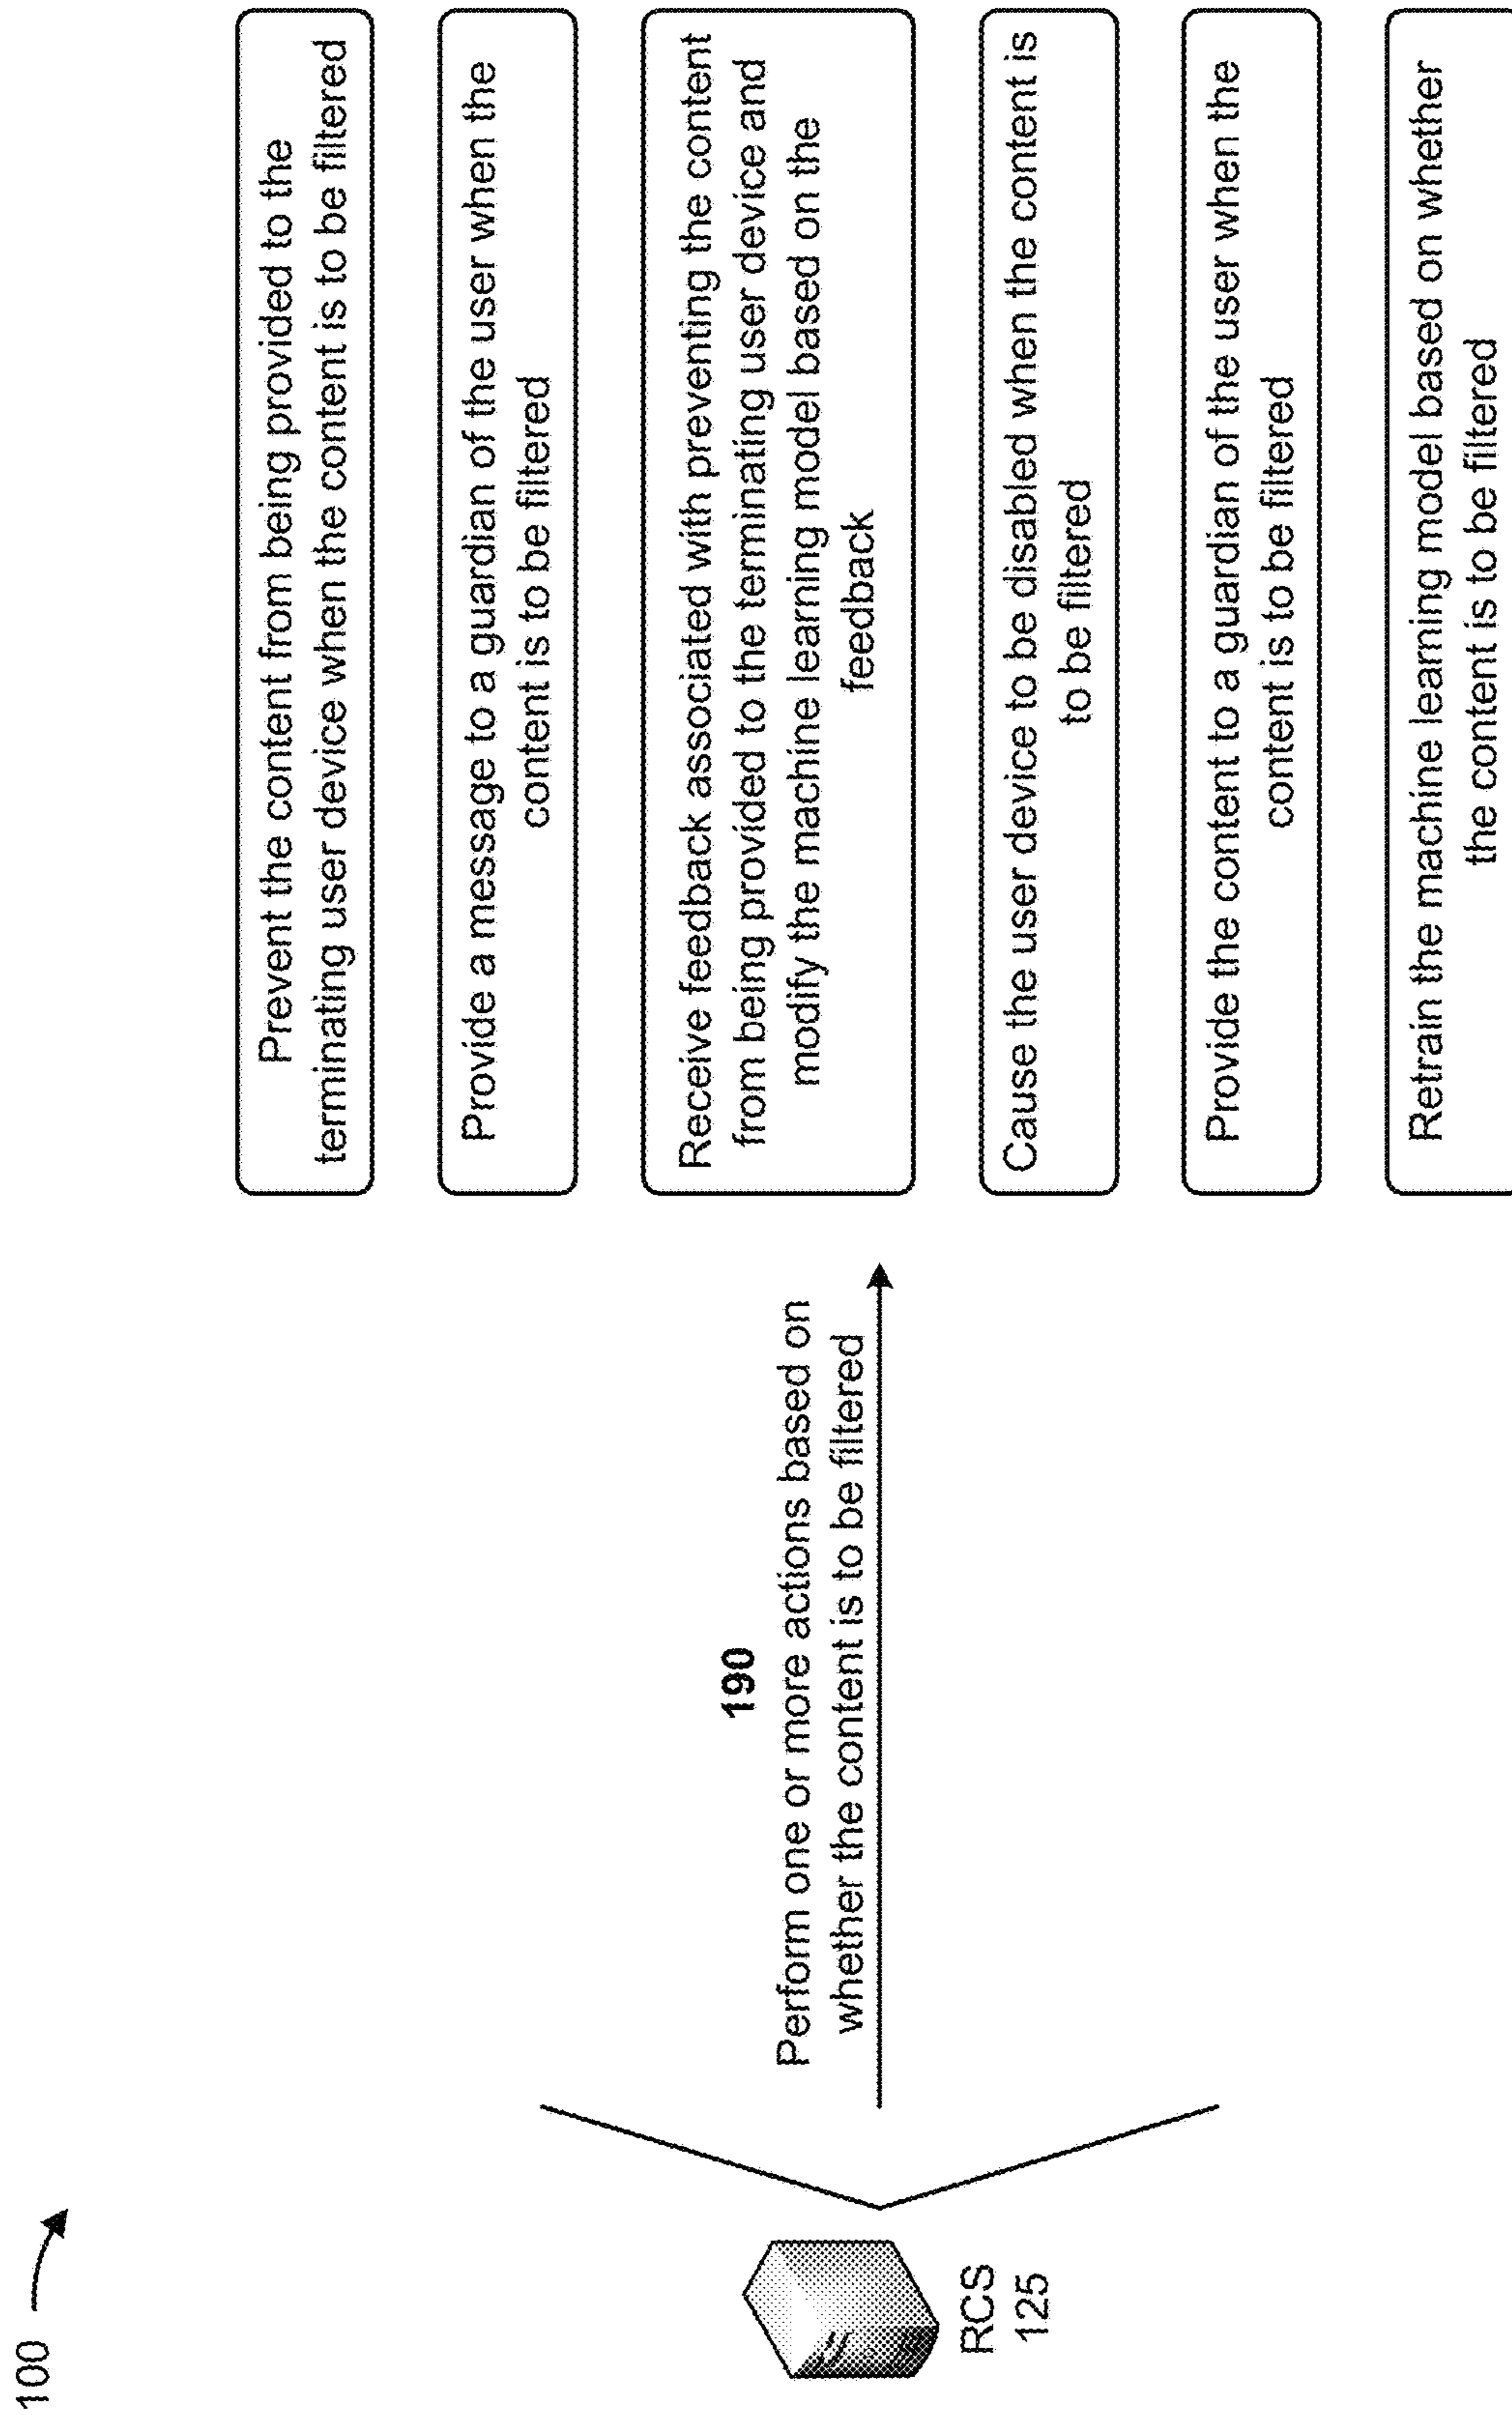 100
RCS
125
190
Perform one or more actions based on
whether the content is to be filtered
Prevent the content from being provided to the
terminating user device when the content is to be filtered
Provide a message to a guardian of the user when the
content is to be filtered
Receive feedback associated with preventing the content
from being provided to the terminating user device and
modify the machine learning model based on the
feedback
Cause the user device to be disabled when the content is
to be filtered
Provide the content to a guardian of the user when the
content is to be filtered
Retrain the machine learning model based on whether
the content is to be filtered